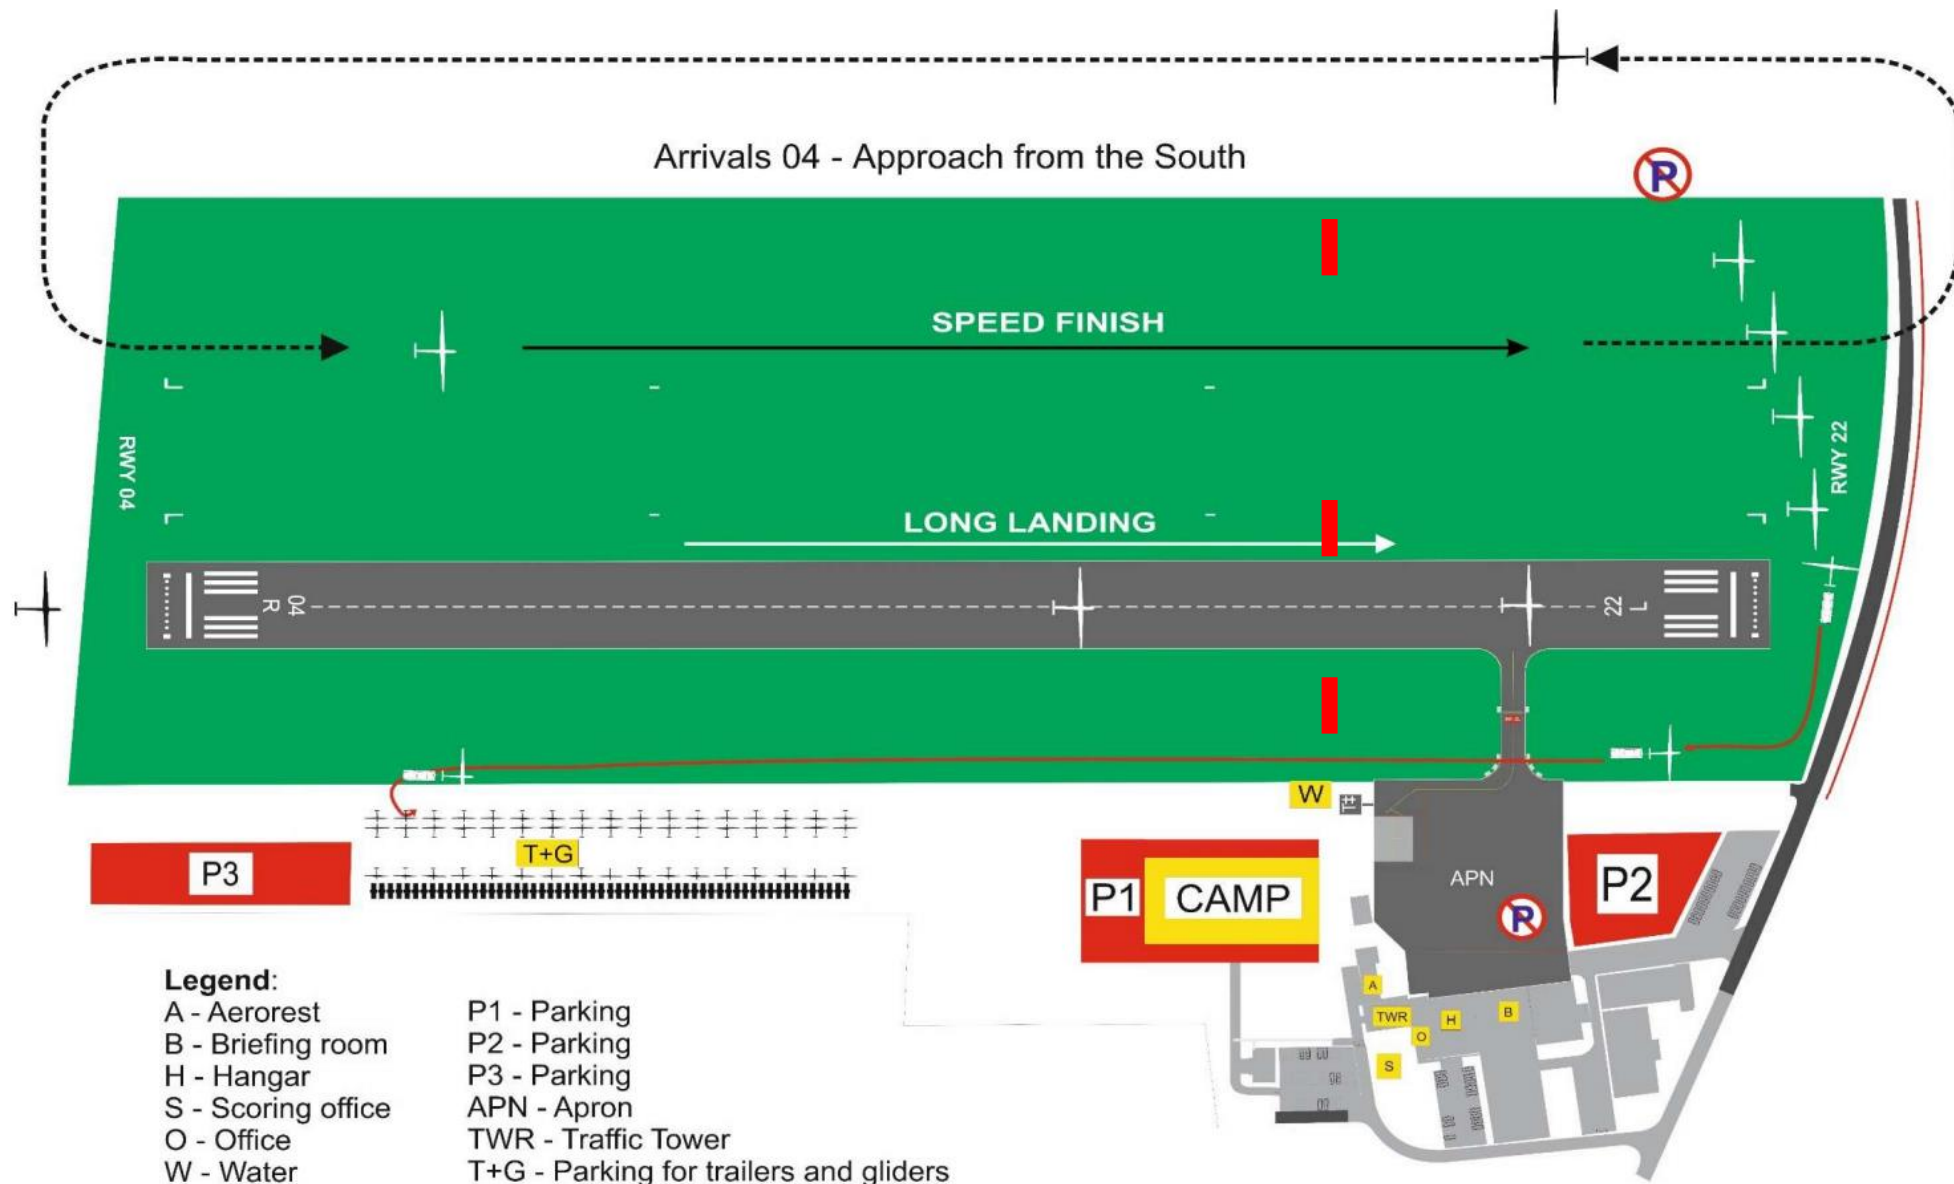 Arrivals 04 - Approach from the South
P
SPEED FINISH
RWY 04
RWY 22
LONG LANDING
04
R
22
L
W
T+G
P3
P1
CAMP
APN
P
P2
A
TWR
H
B
O
S
Legend:
A - Aerorest
B - Briefing room
H - Hangar
S - Scoring office
O - Office
W - Water
P1 - Parking
P2 - Parking
P3 - Parking
APN - Apron
TWR - Traffic Tower
T+G - Parking for trailers and gliders